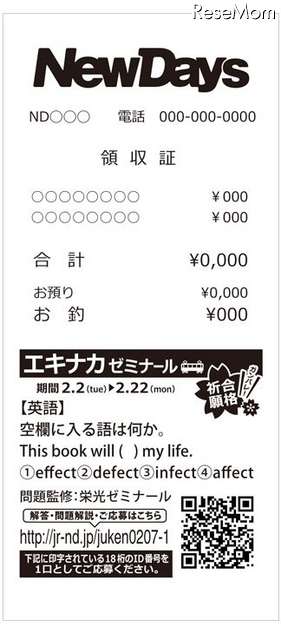 ReseMom
NewDays
ND○○○ 電話 000-000-0000
領収証
○○○○○○○○ ¥000
○○○○○○○○ ¥000
合計 ¥0,000
お預り ¥0,000
お釣 ¥000
エキナカゼミナール
期間 2.2(tue)▶2.22(mon)
合格祈願
【英語】
空欄に入る語は何か。
This book will ( ) my life.
①effect②defect③infect④affect
問題監修:栄光ゼミナール
解答・問題解説・ご応募はこちら
http://jr-nd.jp/juken0207-1
下記に印字されている18桁のID番号を
1口としてご応募ください。